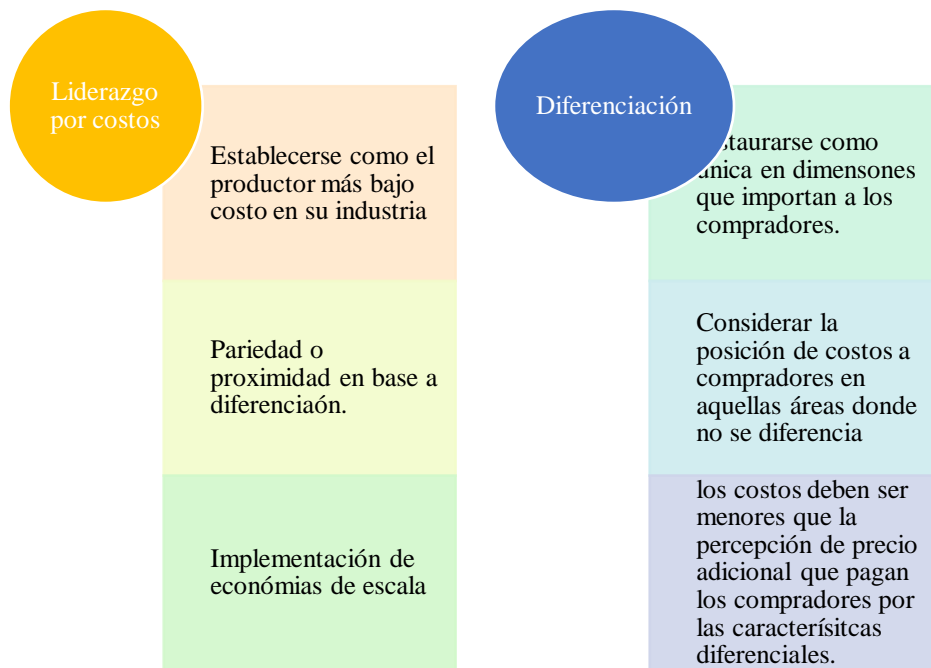 Liderazgo
por costos
Establecerse como el
productor más bajo
costo en su industria
Pariedad o
proximidad en base a
diferenciaón.
Implementación de
económias de escala
Diferenciación
como
única en dimensones
que importan a los
compradores.
Considerar la
posición de costos a
compradores en
aquellas áreas donde
no se diferencia
los costos deben ser
menores que la
percepción de precio
adicional que pagan
los compradores por
las caracterísitcas
diferenciales.